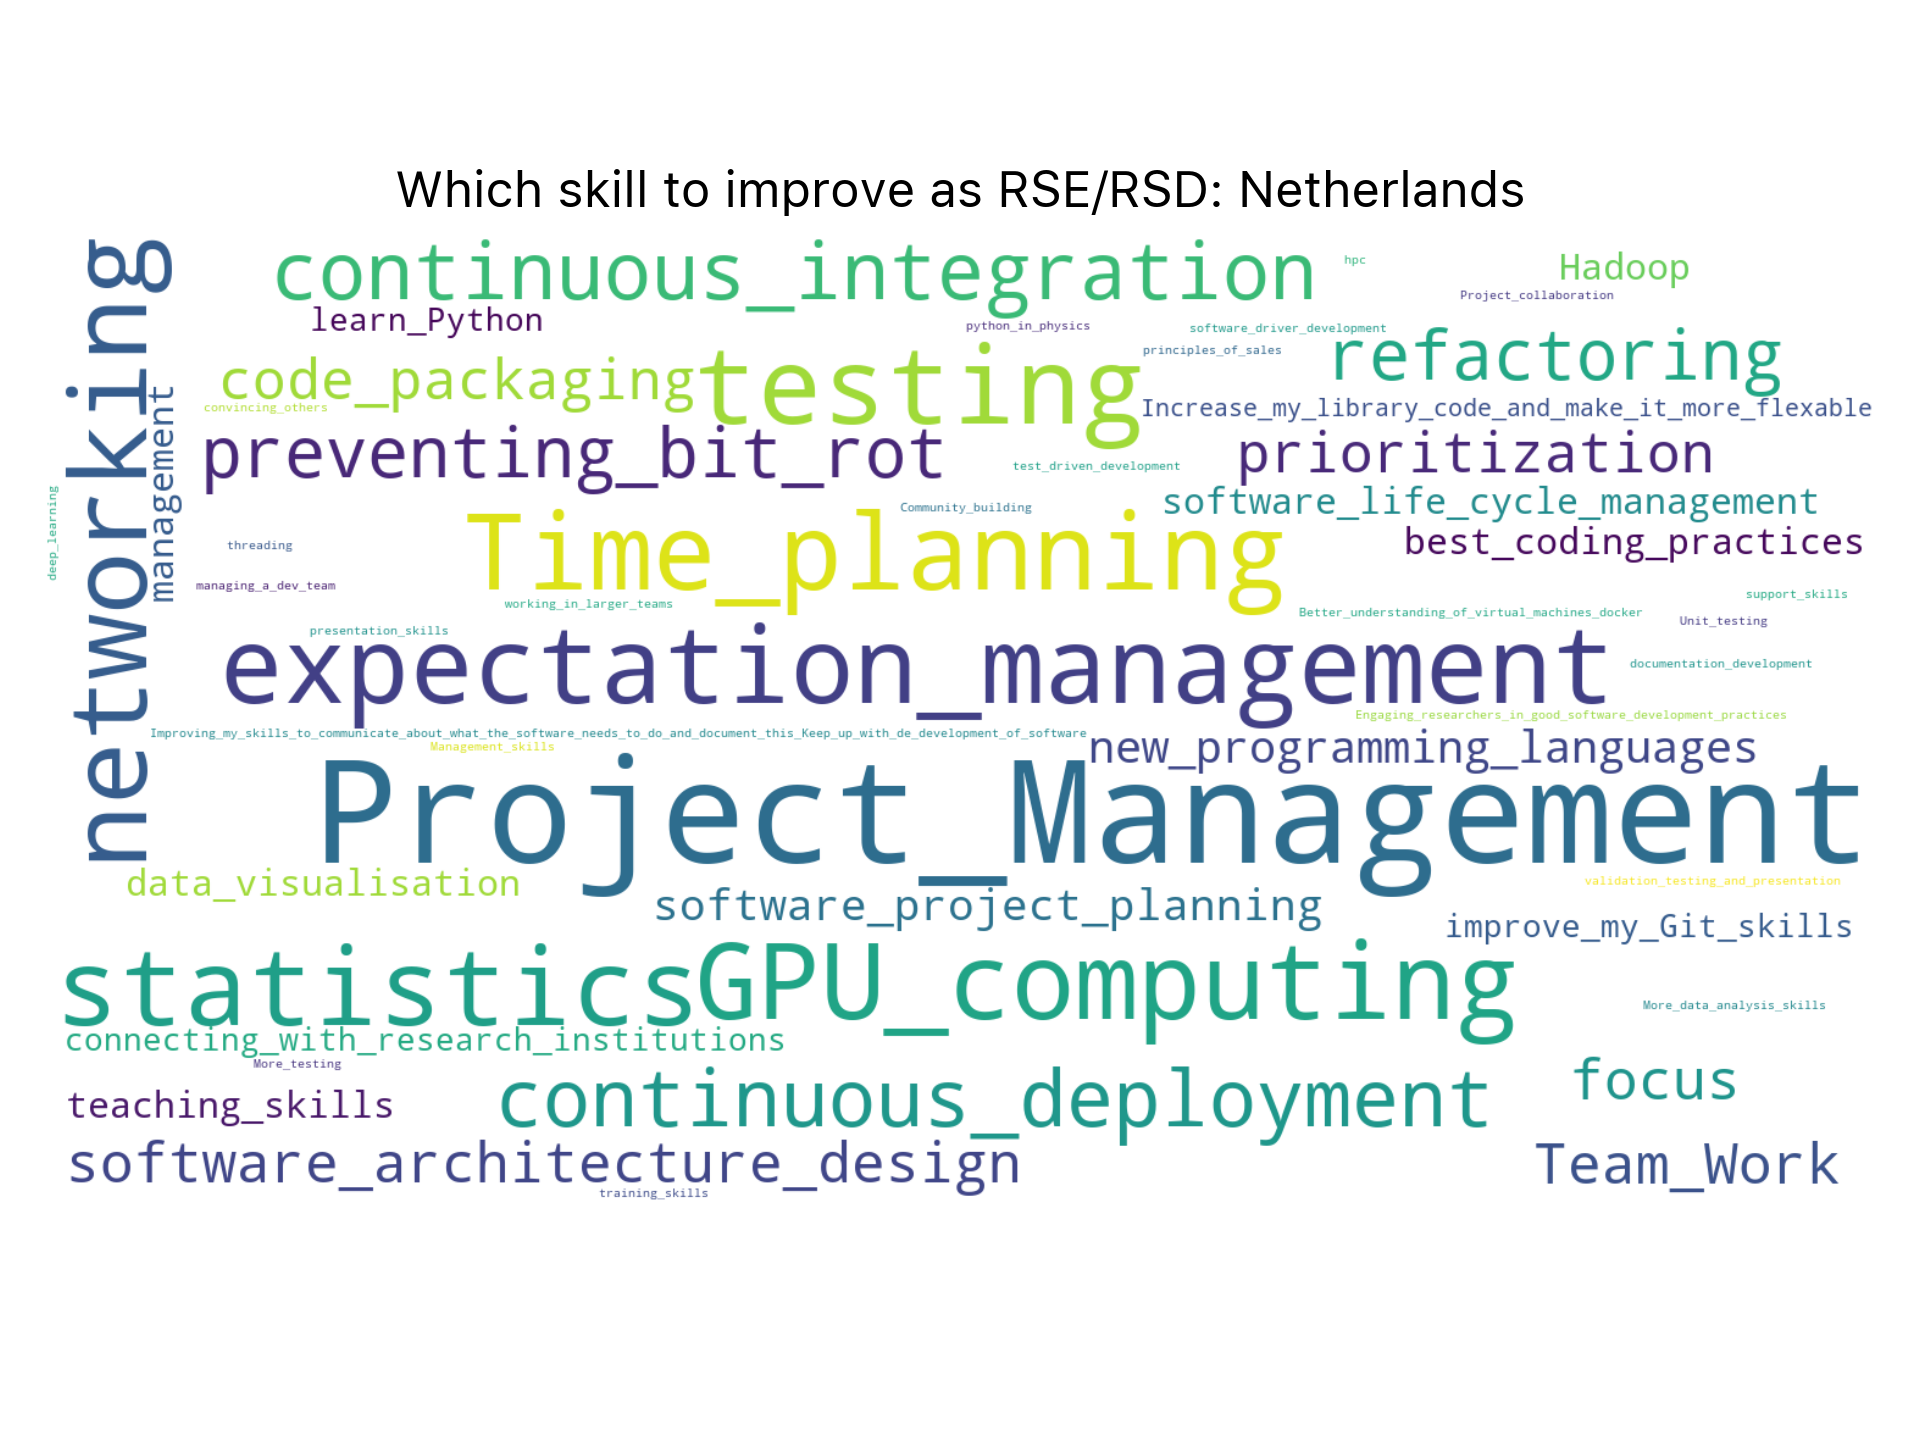 Which skill to improve as RSE/RSD: Netherlands
networking
continuous_integration
hpc
Hadoop
Project_collaboration
learn_Python
python_in_physics
software_driver_development
principles_of_sales
refactoring
code_packaging
testing
convincing_others
management
Increase_my_library_code_and_make_it_more_flexable
preventing_bit_rot
prioritization
test_driven_development
deep_learning
software_life_cycle_management
Community_building
Time_planning
best_coding_practices
threading
managing_a_dev_team
working_in_larger_teams
support_skills
Better_understanding_of_virtual_machines_docker
Unit_testing
presentation_skills
expectation_management
documentation_development
Engaging_researchers_in_good_software_development_practices
Improving_my_skills_to_communicate_about_what_the_software_needs_to_do_and_document_this_Keep_up_with_de_development_of_software
Management_skills
new_programming_languages
Project_Management
data_visualisation
validation_testing_and_presentation
software_project_planning
improve_my_Git_skills
statistics
GPU_computing
More_data_analysis_skills
connecting_with_research_institutions
More_testing
focus
teaching_skills
continuous_deployment
software_architecture_design
Team_Work
training_skills